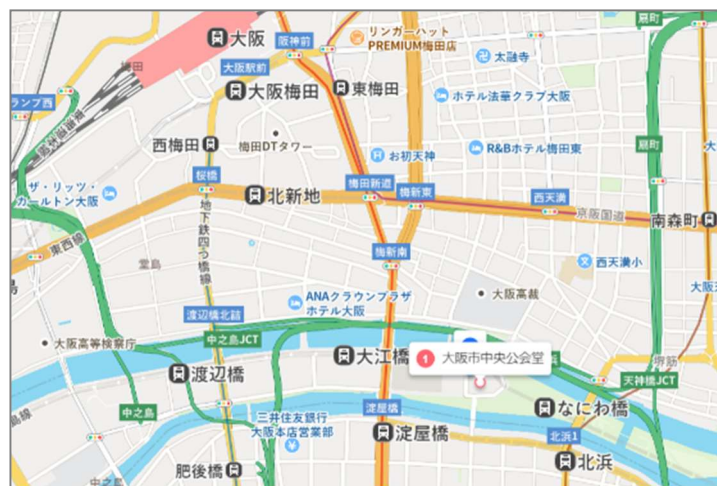 大阪
阪神前
リンガーハット
PREMIUM梅田店
扇町
太融寺
梅田
大阪駅前
大阪梅田
東梅田
ホテル法華クラブ大阪
ランプ西
西梅田
梅田DTタワー
お初天神
R&Bホテル梅田東
扇町
ザ・リッツ・
カールトン大阪
桜橋
北新地
梅田新道
梅新東
西天満
京阪国道
南森町
東西線
地下鉄四つ橋線
梅新南
堂島
西天満小
ANAクラウンプラザ
ホテル大阪
大阪高裁
渡辺橋北詰
中之島JCT
大阪高等検察庁
大江橋
1 大阪市中央公会堂
堺筋
渡辺橋
天神橋JCT
中之島
淀屋橋
なにわ橋
三井住友銀行
大阪本店営業部
淀屋橋
北浜1
肥後橋
北浜
中之島